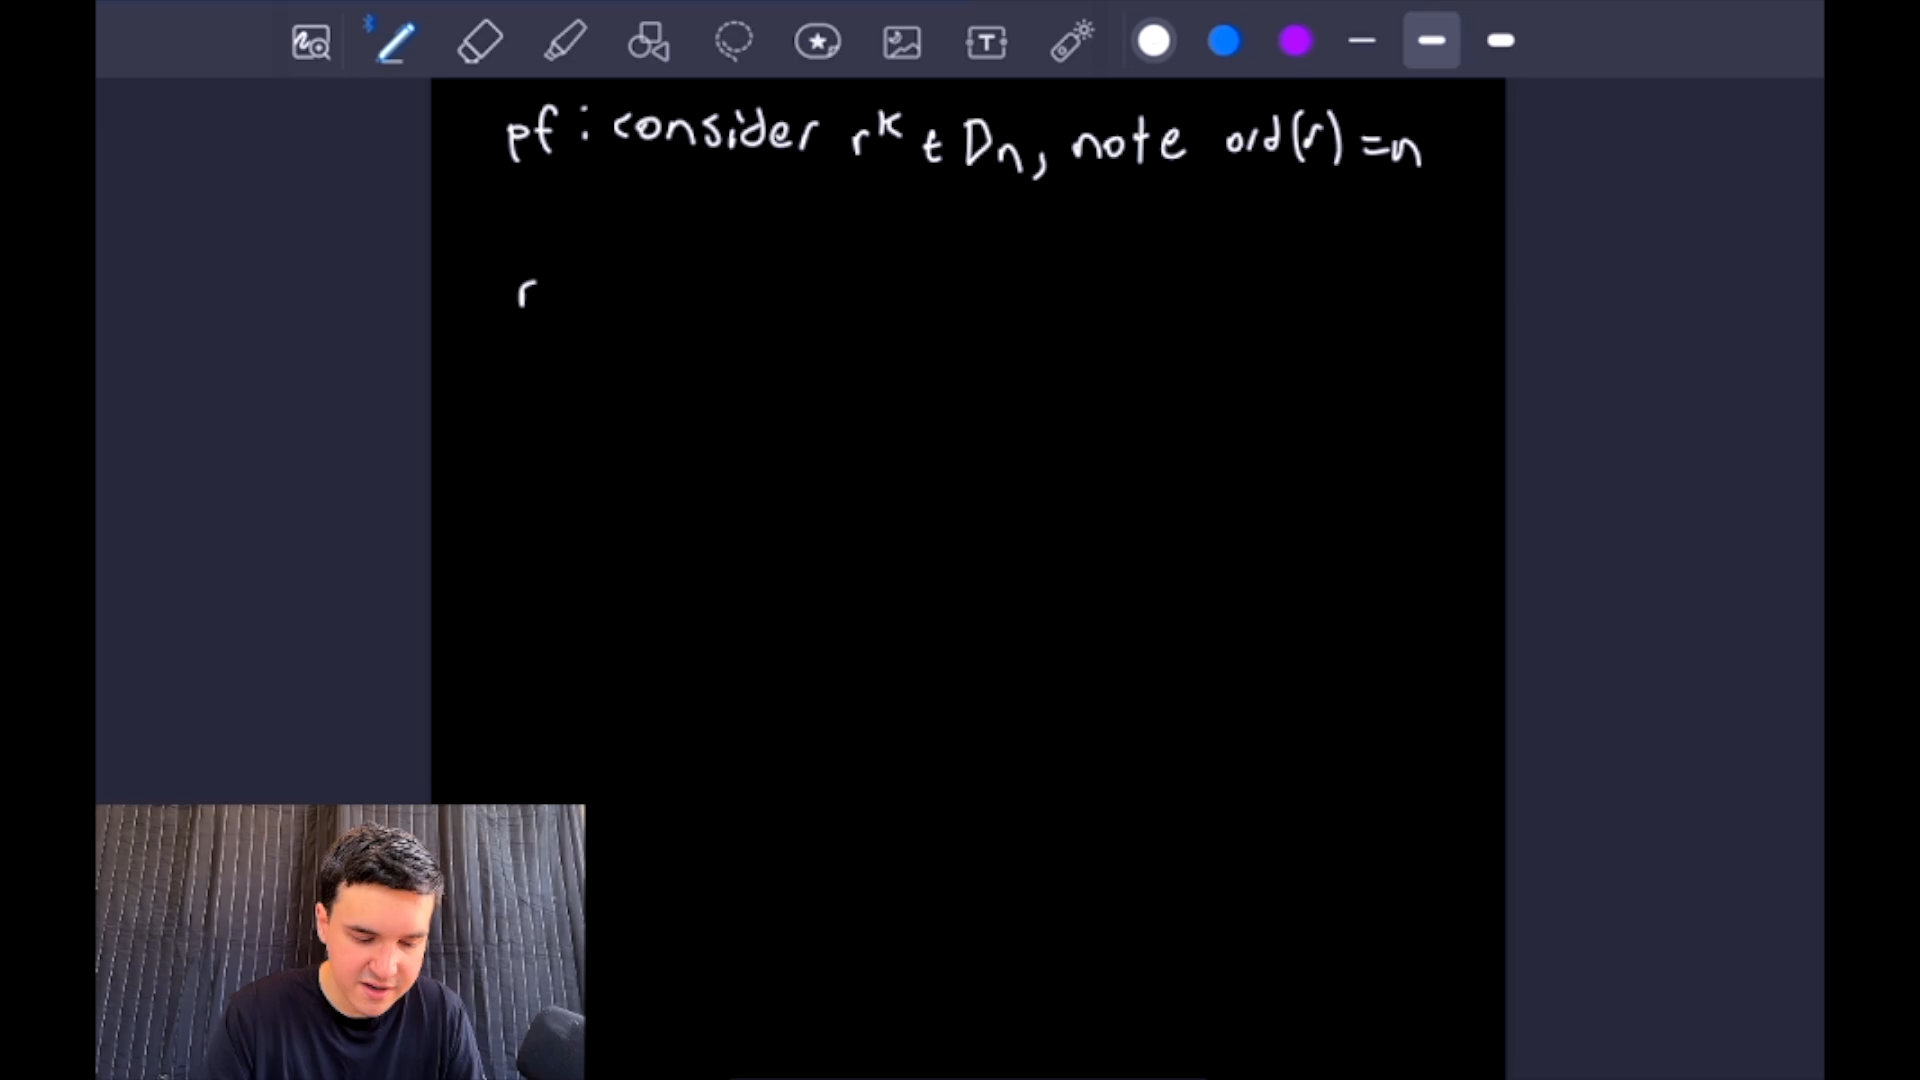 pf: consider r^k ∈ Dn, note ord(r) = n
r